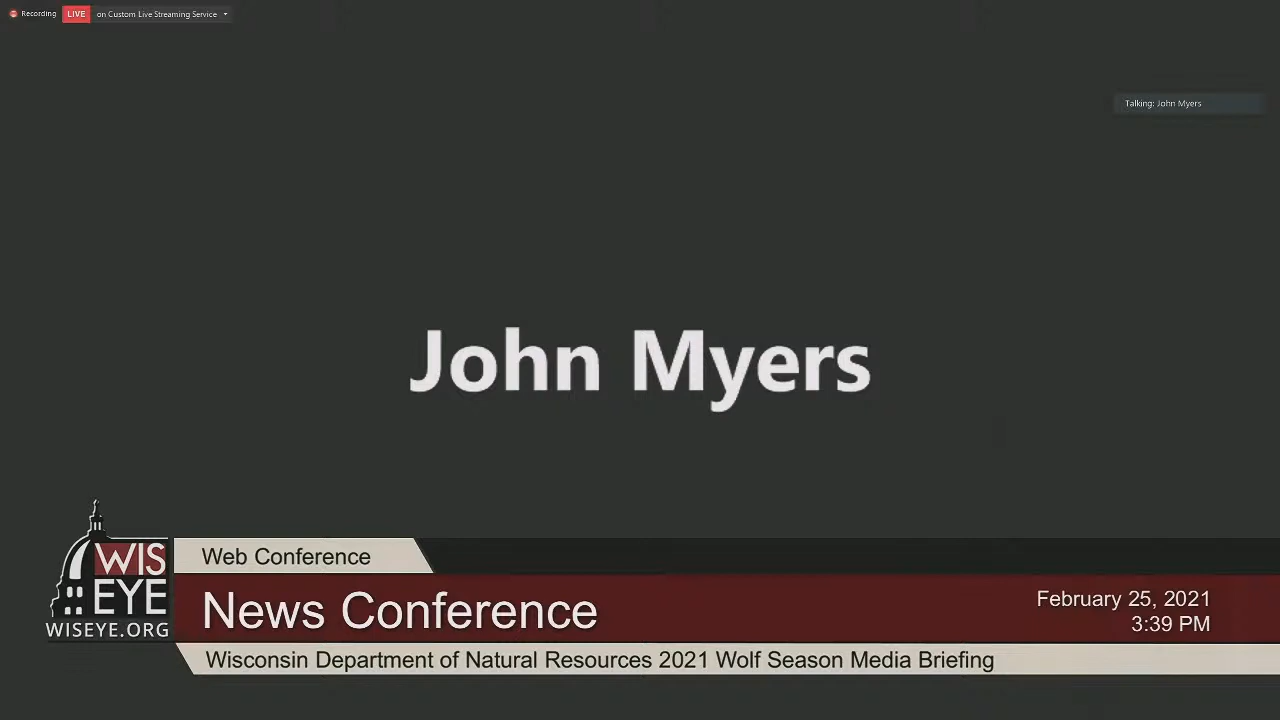 Recording LIVE on Custom Live Streaming Service
Talking: John Myers
John Myers
WIS
EYE
WISEYE.ORG
Web Conference
News Conference
February 25, 2021
3:39 PM
Wisconsin Department of Natural Resources 2021 Wolf Season Media Briefing